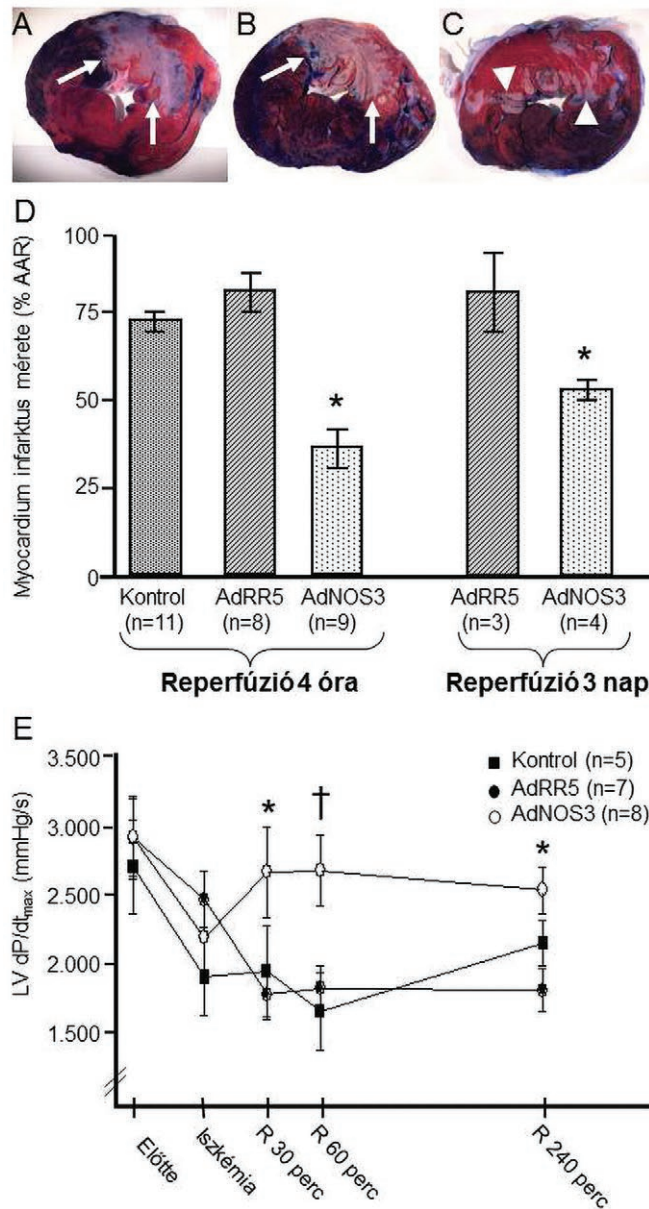 A
B
C
D
Myocardium infarktus mérete (% AAR)
100
75
50
25
0
*
*
Kontrol AdRR5 AdNOS3 AdRR5 AdNOS3
(n=11) (n=8) (n=9) (n=3) (n=4)
Reperfúzió 4 óra Reperfúzió 3 nap
E
LV dP/dtmax (mmHg/s)
3.500
3.000
2.500
2.000
1.500
Kontrol (n=5)
AdRR5 (n=7)
AdNOS3 (n=8)
* † *
Előtte
Iszkémia
R 30 perc
R 60 perc
R 240 perc